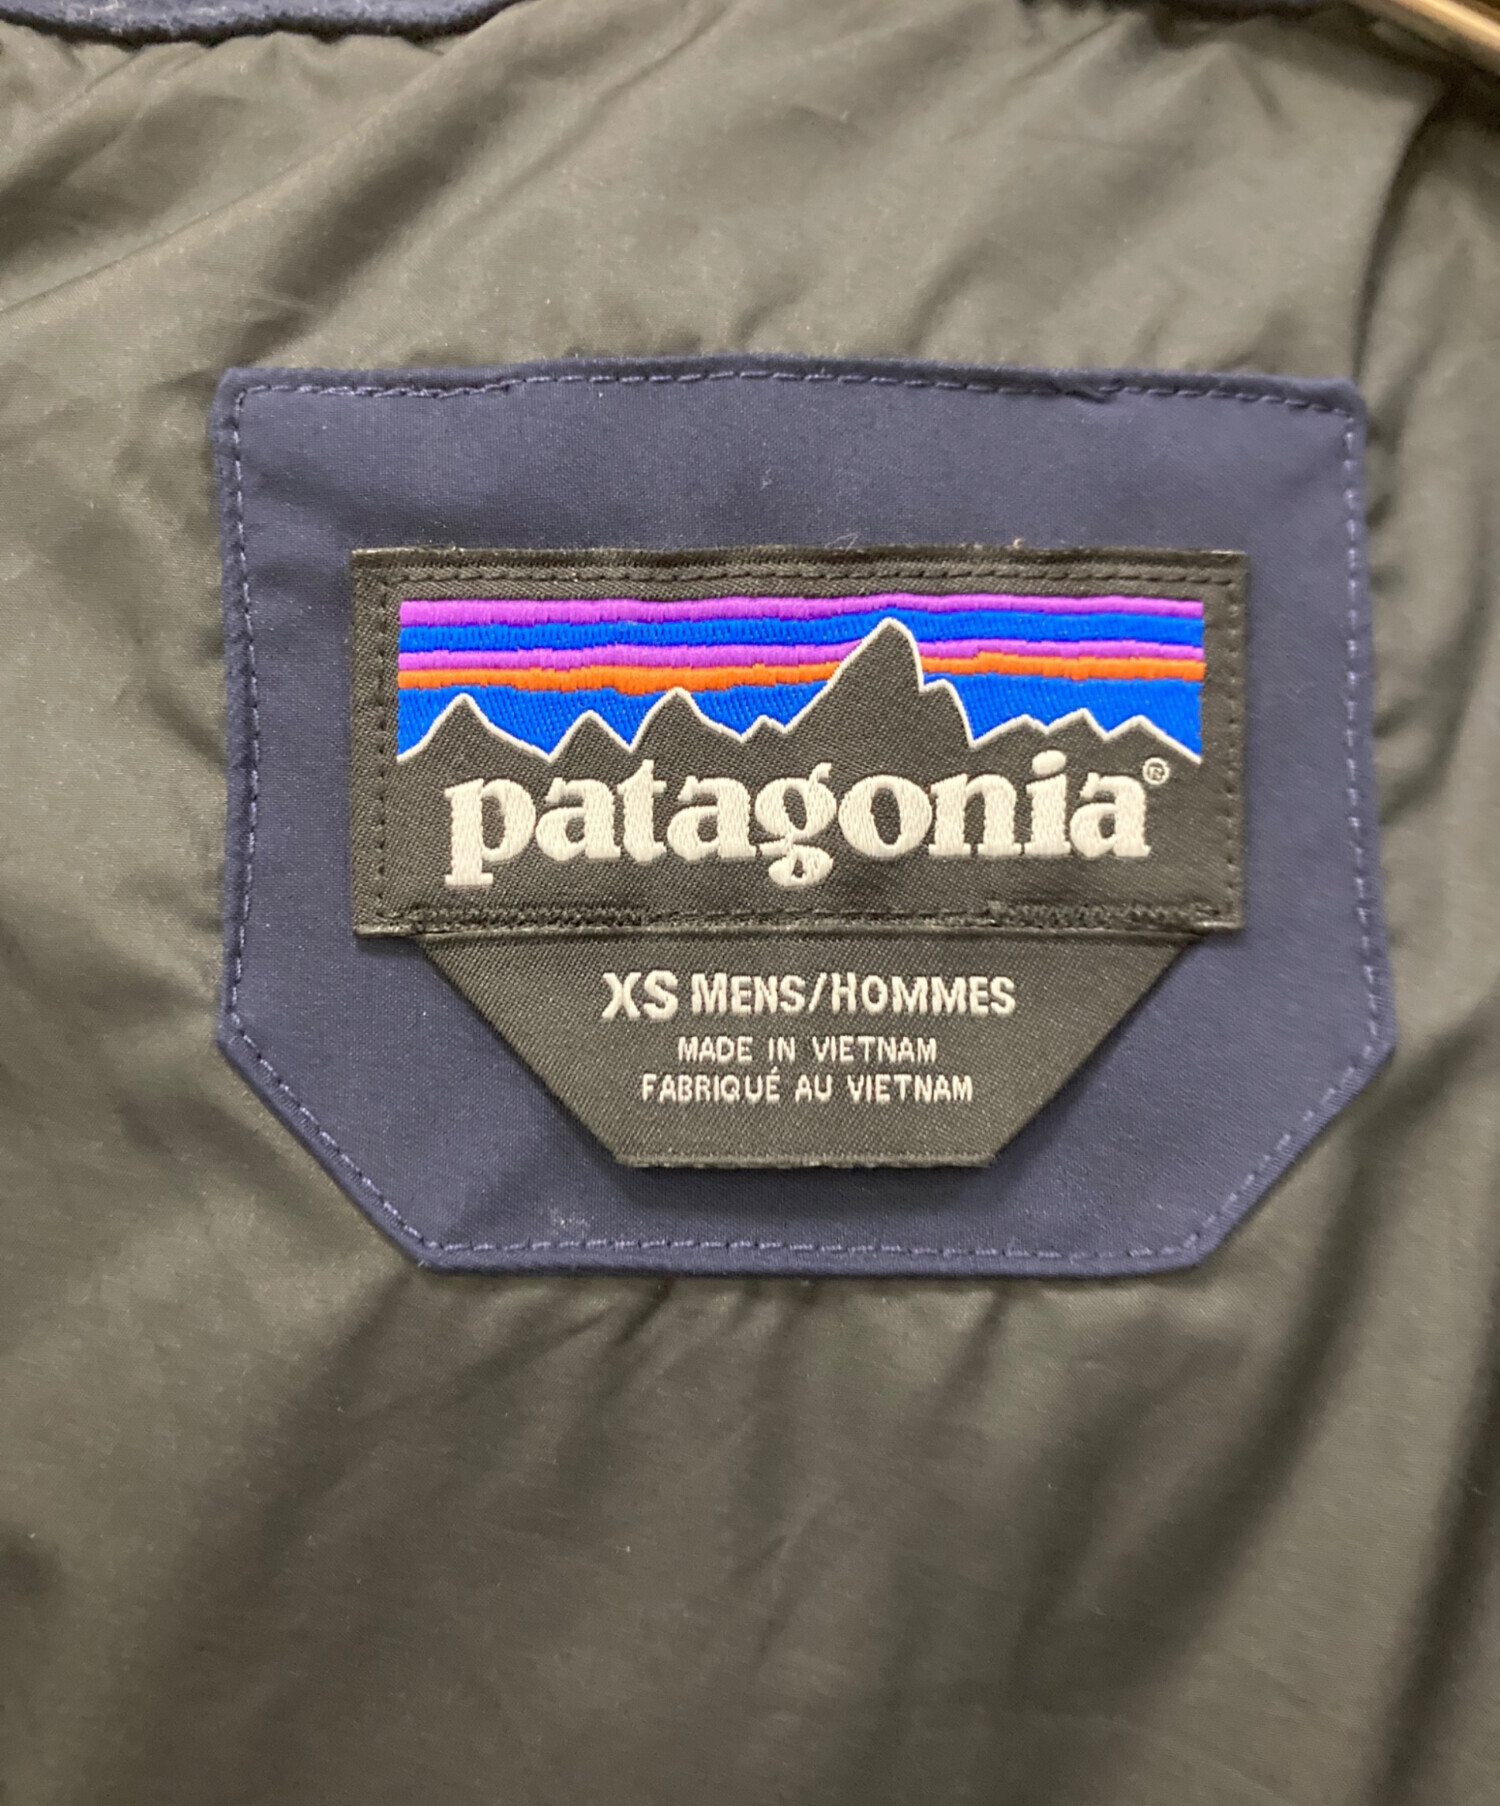 patagonia®
XS MENS/HOMMES
MADE IN VIETNAM
FABRIQUÉ AU VIETNAM